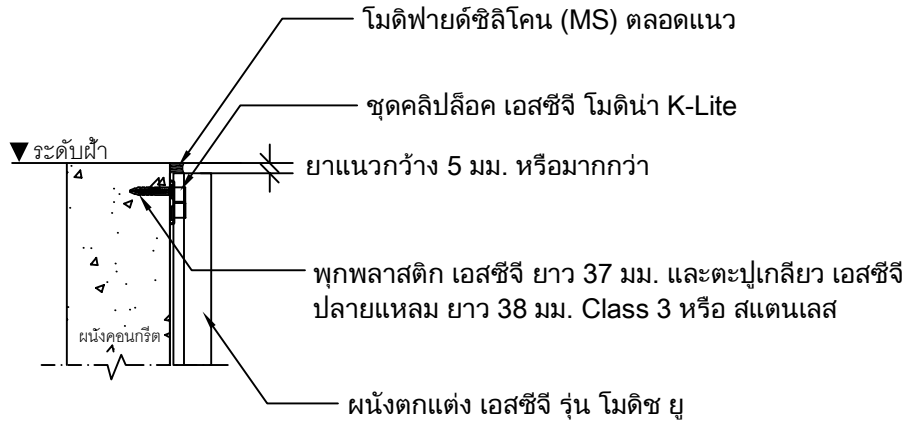 โมดิฟายด์ซิลิโคน (MS) ตลอดแนว
ชุดคลิปล็อค เอสซีจี โมดิน่า K-Lite
ระดับฝ้า
ยาแนวกว้าง 5 มม. หรือมากกว่า
พุกพลาสติก เอสซีจี ยาว 37 มม. และตะปูเกลียว เอสซีจี
ปลายแหลม ยาว 38 มม. Class 3 หรือ สแตนเลส
ผนังคอนกรีต
ผนังตกแต่ง เอสซีจี รุ่น โมดิช ยู